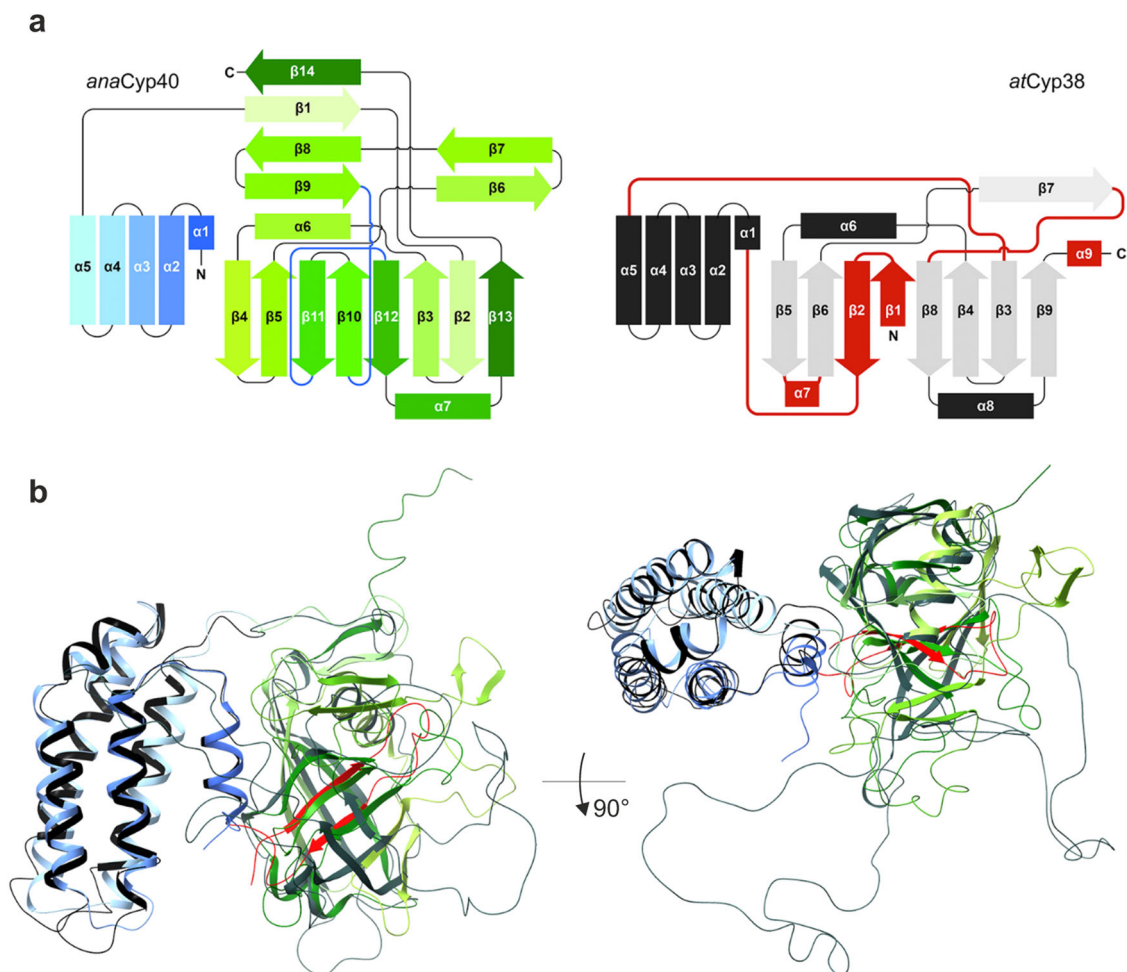 a
anaCyp40
atCyp38
C
β14
β1
β8
β7
β9
β6
β7
α6
α1
α5
α4
α3
α2
N
α5
α4
α3
α2
α1
α6
α9
C
β4
β5
β11
β10
β12
β3
β2
β13
β5
β6
β2
β1
β8
β4
β3
β9
N
α7
α7
α8
b
90°